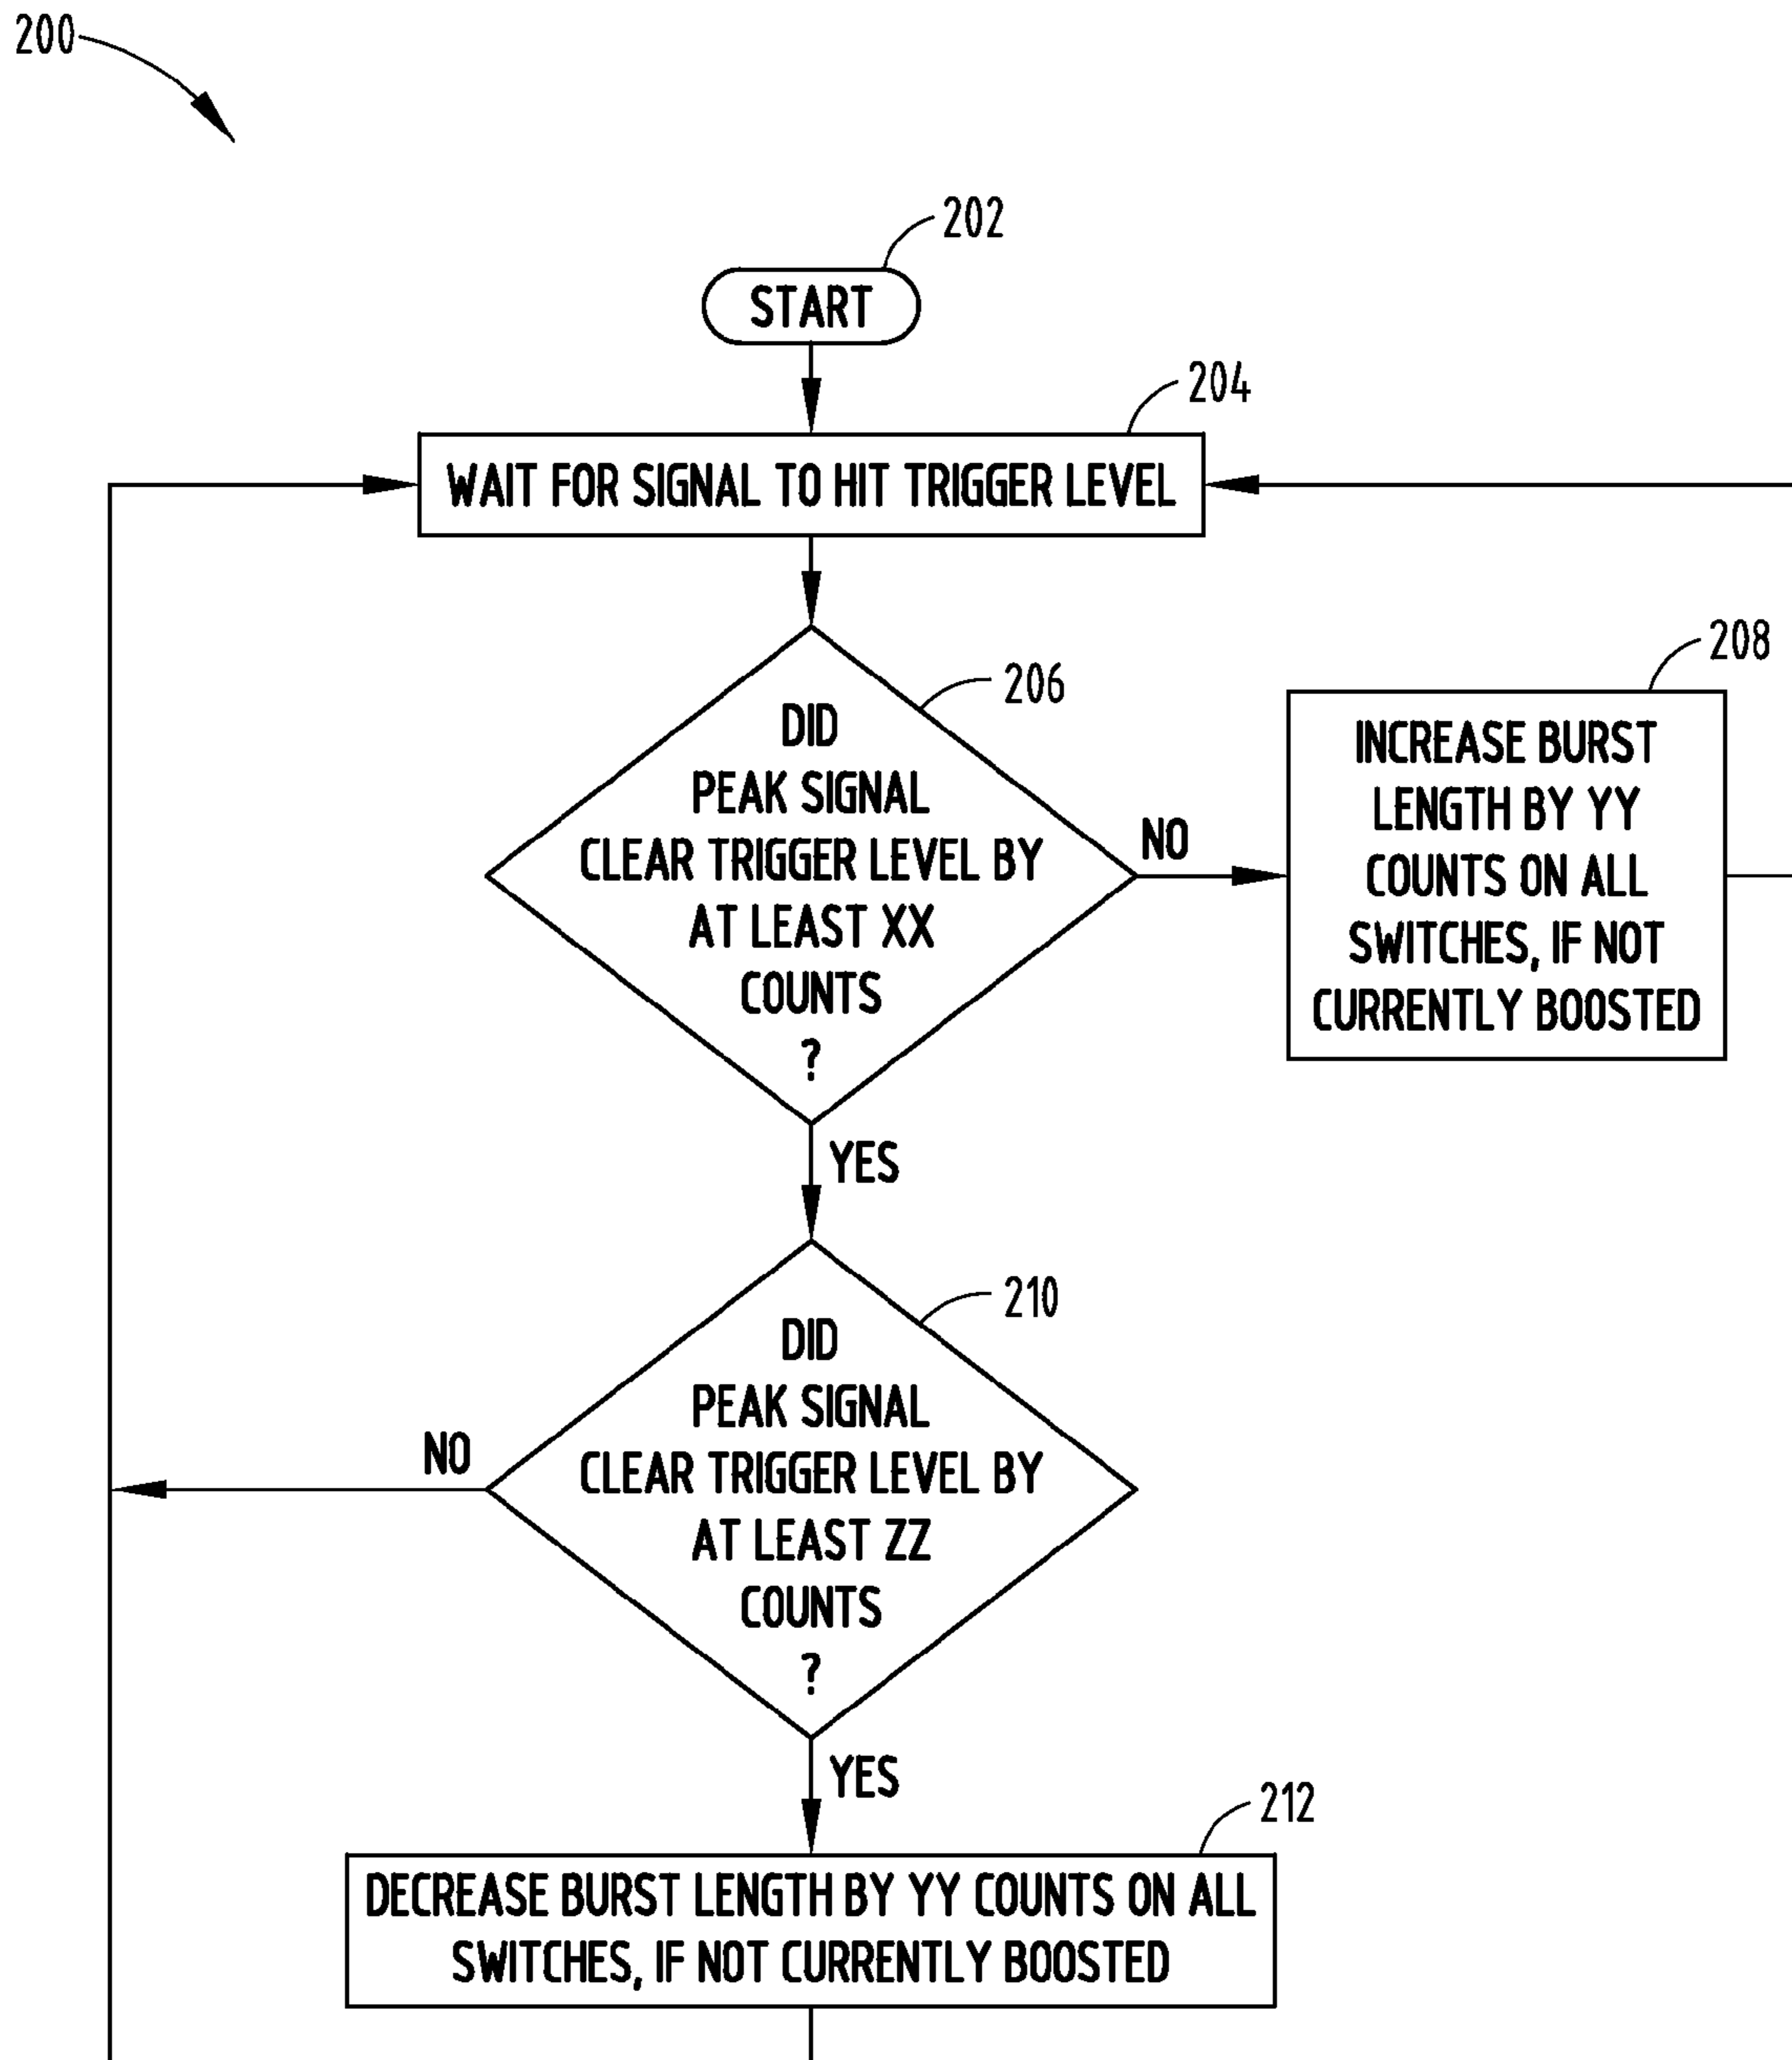 200
202
START
204
WAIT FOR SIGNAL TO HIT TRIGGER LEVEL
206
DID
PEAK SIGNAL
CLEAR TRIGGER LEVEL BY
AT LEAST XX
COUNTS
?
NO
208
INCREASE BURST
LENGTH BY YY
COUNTS ON ALL
SWITCHES, IF NOT
CURRENTLY BOOSTED
YES
210
DID
PEAK SIGNAL
CLEAR TRIGGER LEVEL BY
AT LEAST ZZ
COUNTS
?
NO
YES
212
DECREASE BURST LENGTH BY YY COUNTS ON ALL
SWITCHES, IF NOT CURRENTLY BOOSTED